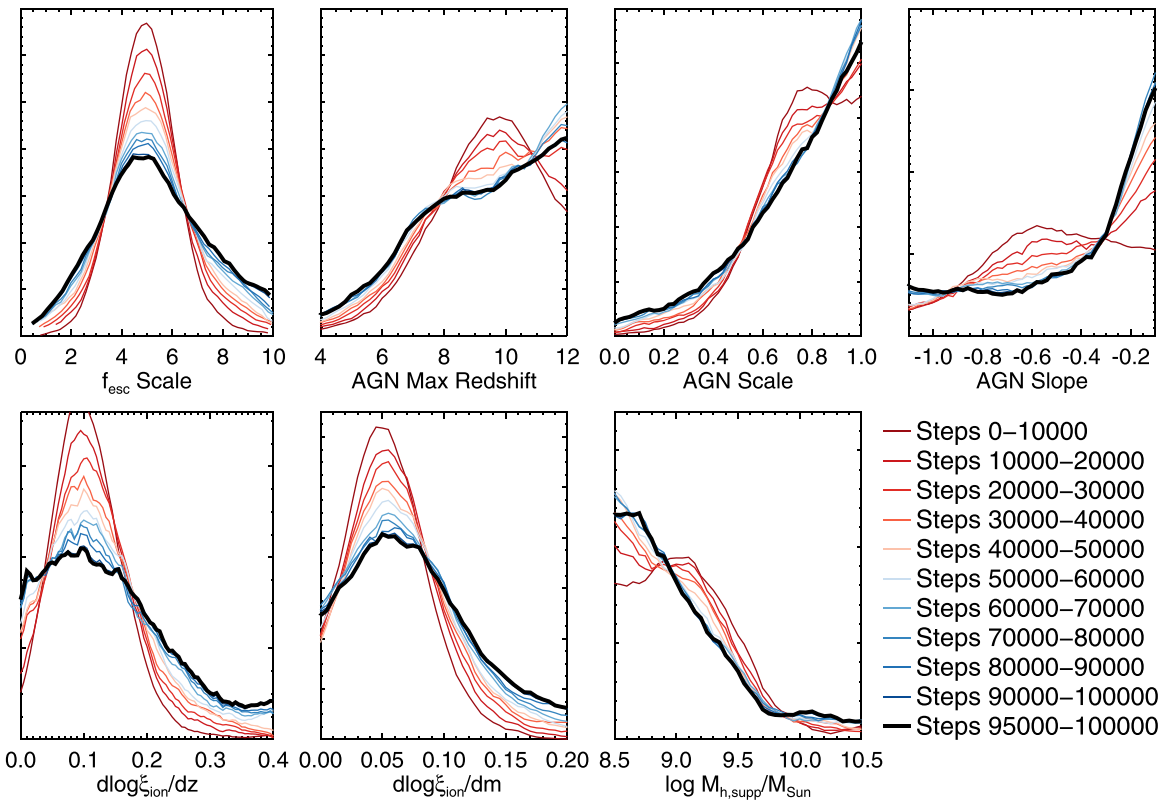 0 2 4 6 8 10
f_esc Scale
4 6 8 10 12
AGN Max Redshift
0.0 0.2 0.4 0.6 0.8 1.0
AGN Scale
-1.0 -0.8 -0.6 -0.4 -0.2
AGN Slope
0.0 0.1 0.2 0.3 0.4
dlogξ_ion/dz
0.00 0.05 0.10 0.15 0.20
dlogξ_ion/dm
8.5 9.0 9.5 10.0 10.5
log M_h,supp/M_Sun
Steps 0–10000
Steps 10000–20000
Steps 20000–30000
Steps 30000–40000
Steps 40000–50000
Steps 50000–60000
Steps 60000–70000
Steps 70000–80000
Steps 80000–90000
Steps 90000–100000
Steps 95000–100000